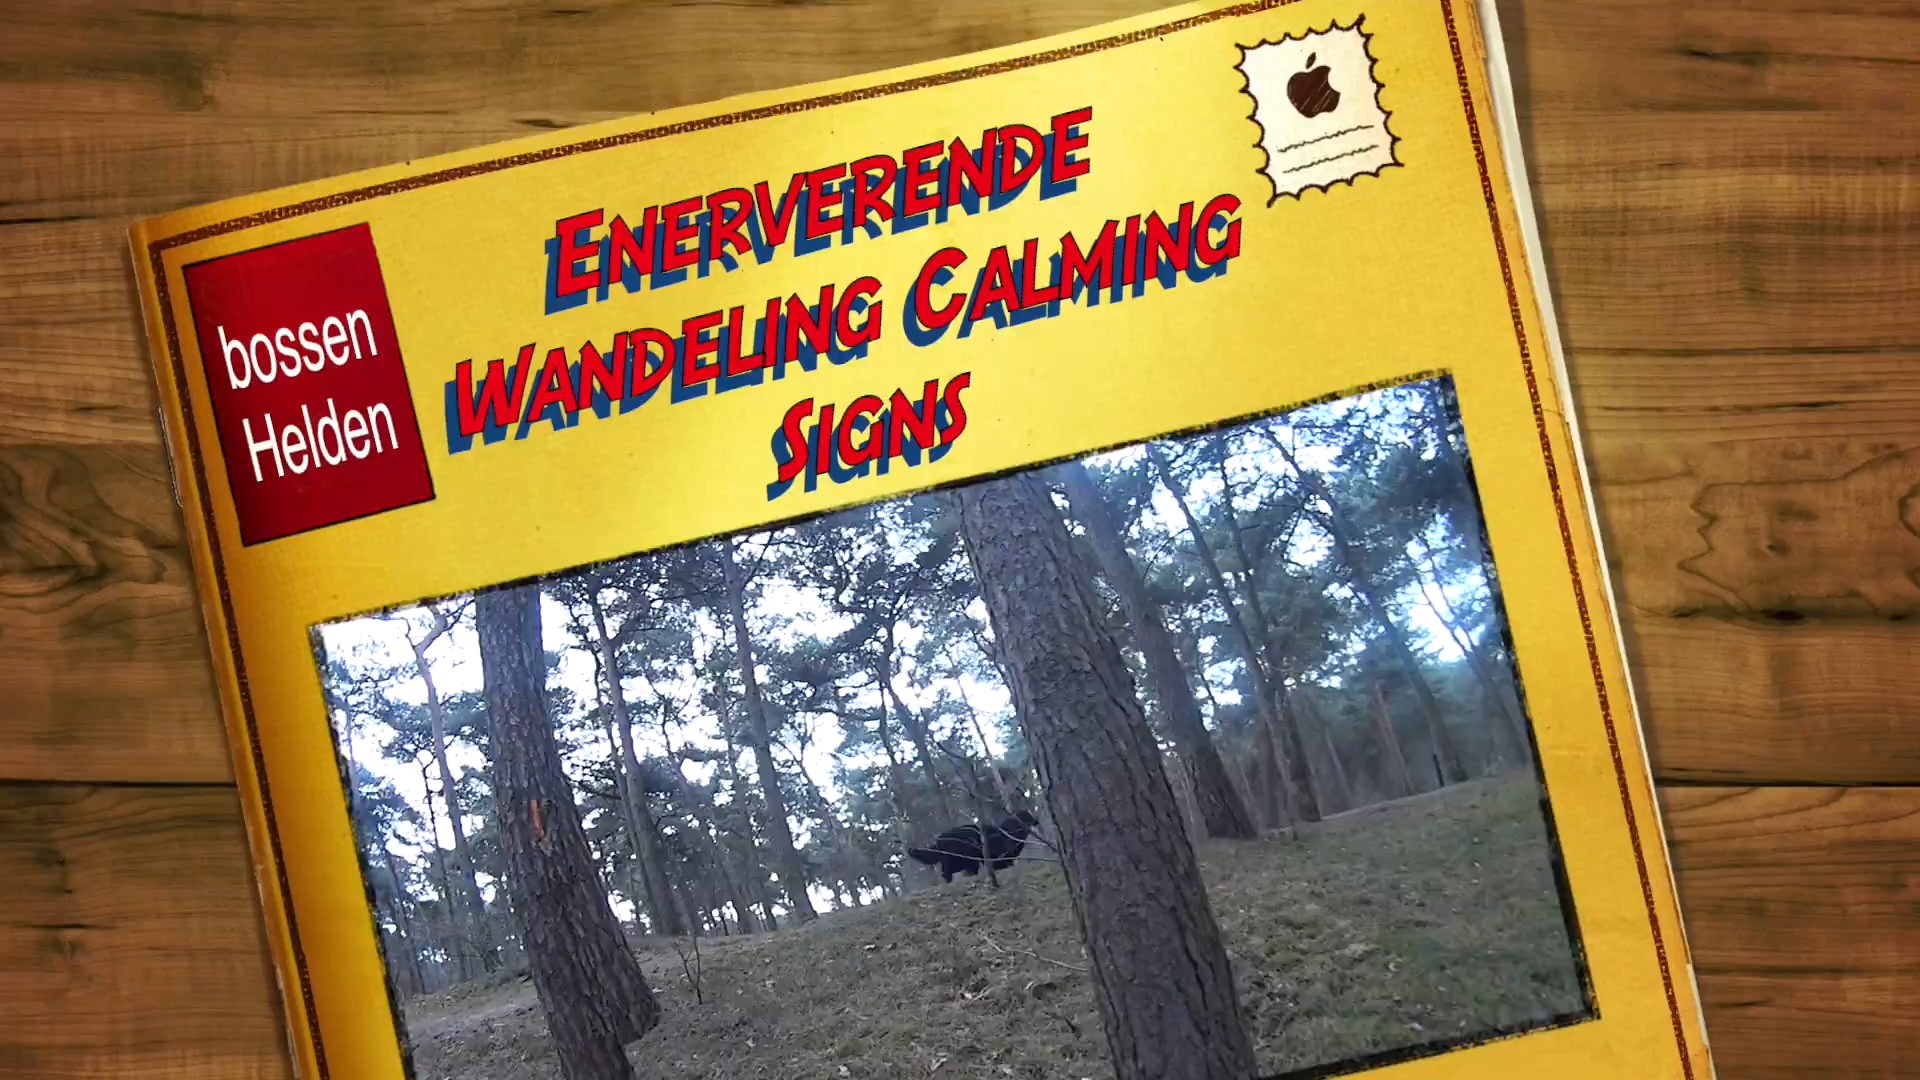 bossen
Helden
ENERVERENDE
WANDELING CALMING
SIGNS